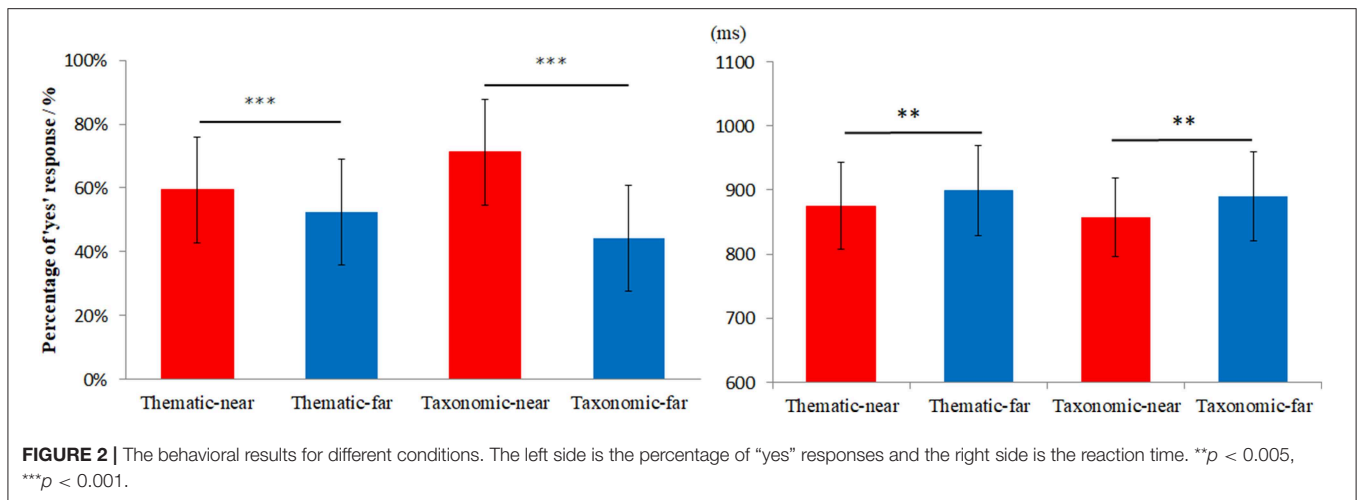 Percentage of 'yes' response / %
100%
80%
60%
40%
20%
0%
***
***
Thematic-near Thematic-far Taxonomic-near Taxonomic-far
(ms)
1100
1000
900
800
700
600
**
**
Thematic-near Thematic-far Taxonomic-near Taxonomic-far
FIGURE 2 | The behavioral results for different conditions. The left side is the percentage of “yes” responses and the right side is the reaction time. **p < 0.005,
***p < 0.001.